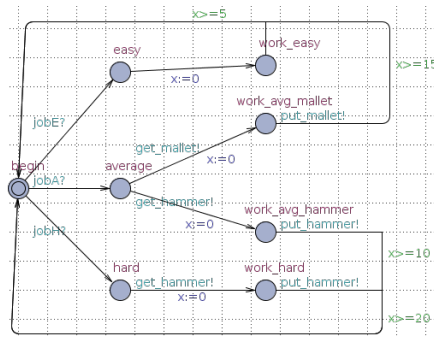 x>=5
easy
work_easy
x:=0
x>=15
work_avg_mallet
put_mallet!
jobE?
get_mallet!
x:=0
begin
jobA?
average
get_hammer!
work_avg_hammer
x:=0
put_hammer!
jobH?
x>=10
hard
work_hard
get_hammer!
put_hammer!
x:=0
x>=20